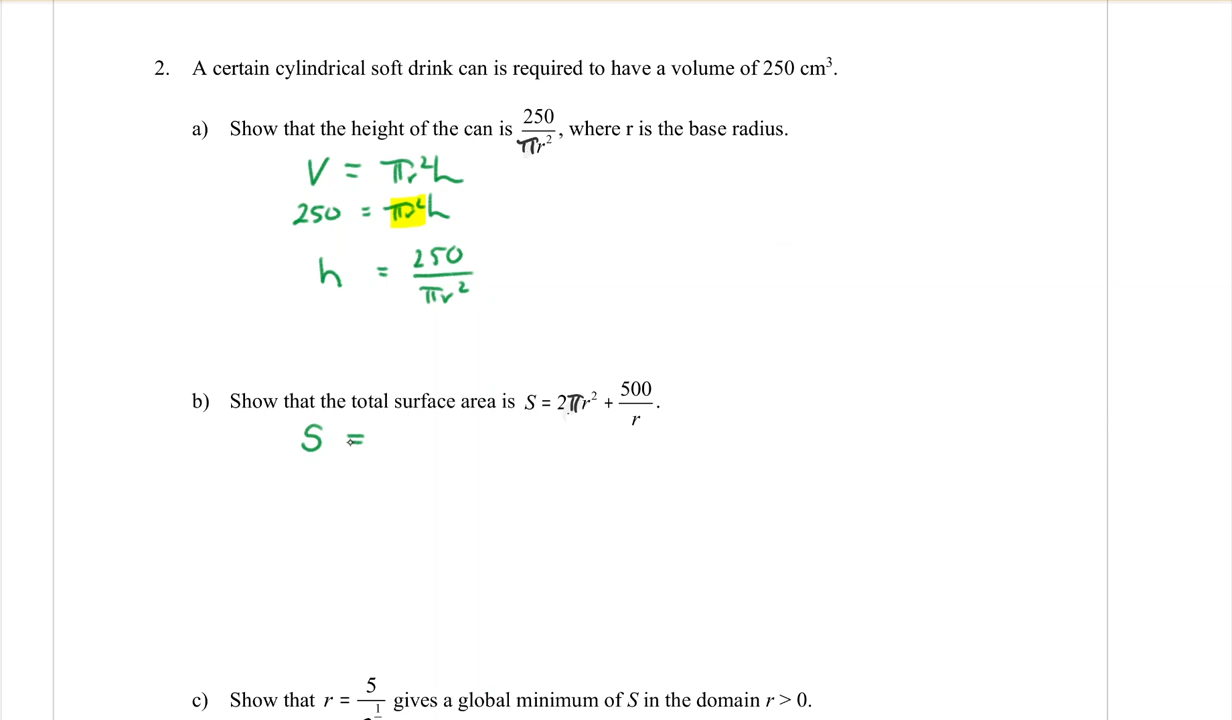 2. A certain cylindrical soft drink can is required to have a volume of 250 cm³.
a) Show that the height of the can is 250/πr², where r is the base radius.
V = πr²h
250 = πr²h
h = 250/πr²
b) Show that the total surface area is S = 2πr² + 500/r.
S =
c) Show that r = 5/ 1 gives a global minimum of S in the domain r > 0.